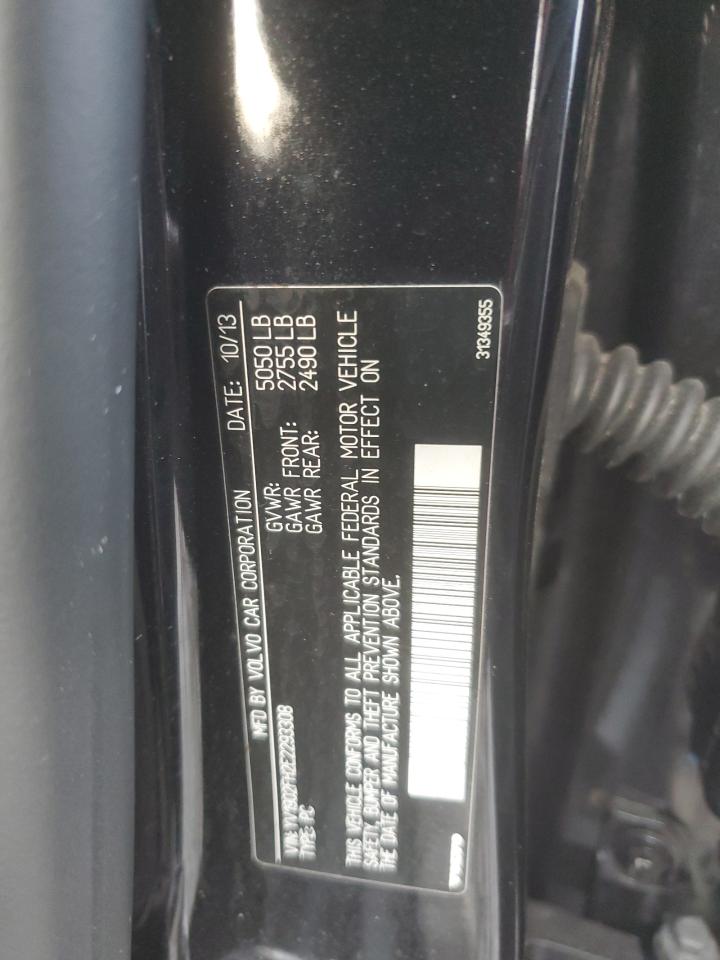 MFD BY VOLVO CAR CORPORATION DATE: 10/13
GVWR: 5050 LB
GAWR FRONT: 2755 LB
GAWR REAR: 2490 LB
VIN:
TYPE: PC
THIS VEHICLE CONFORMS TO ALL APPLICABLE FEDERAL MOTOR VEHICLE
SAFETY, BUMPER AND THEFT PREVENTION STANDARDS IN EFFECT ON
THE DATE OF MANUFACTURE SHOWN ABOVE.
31349355